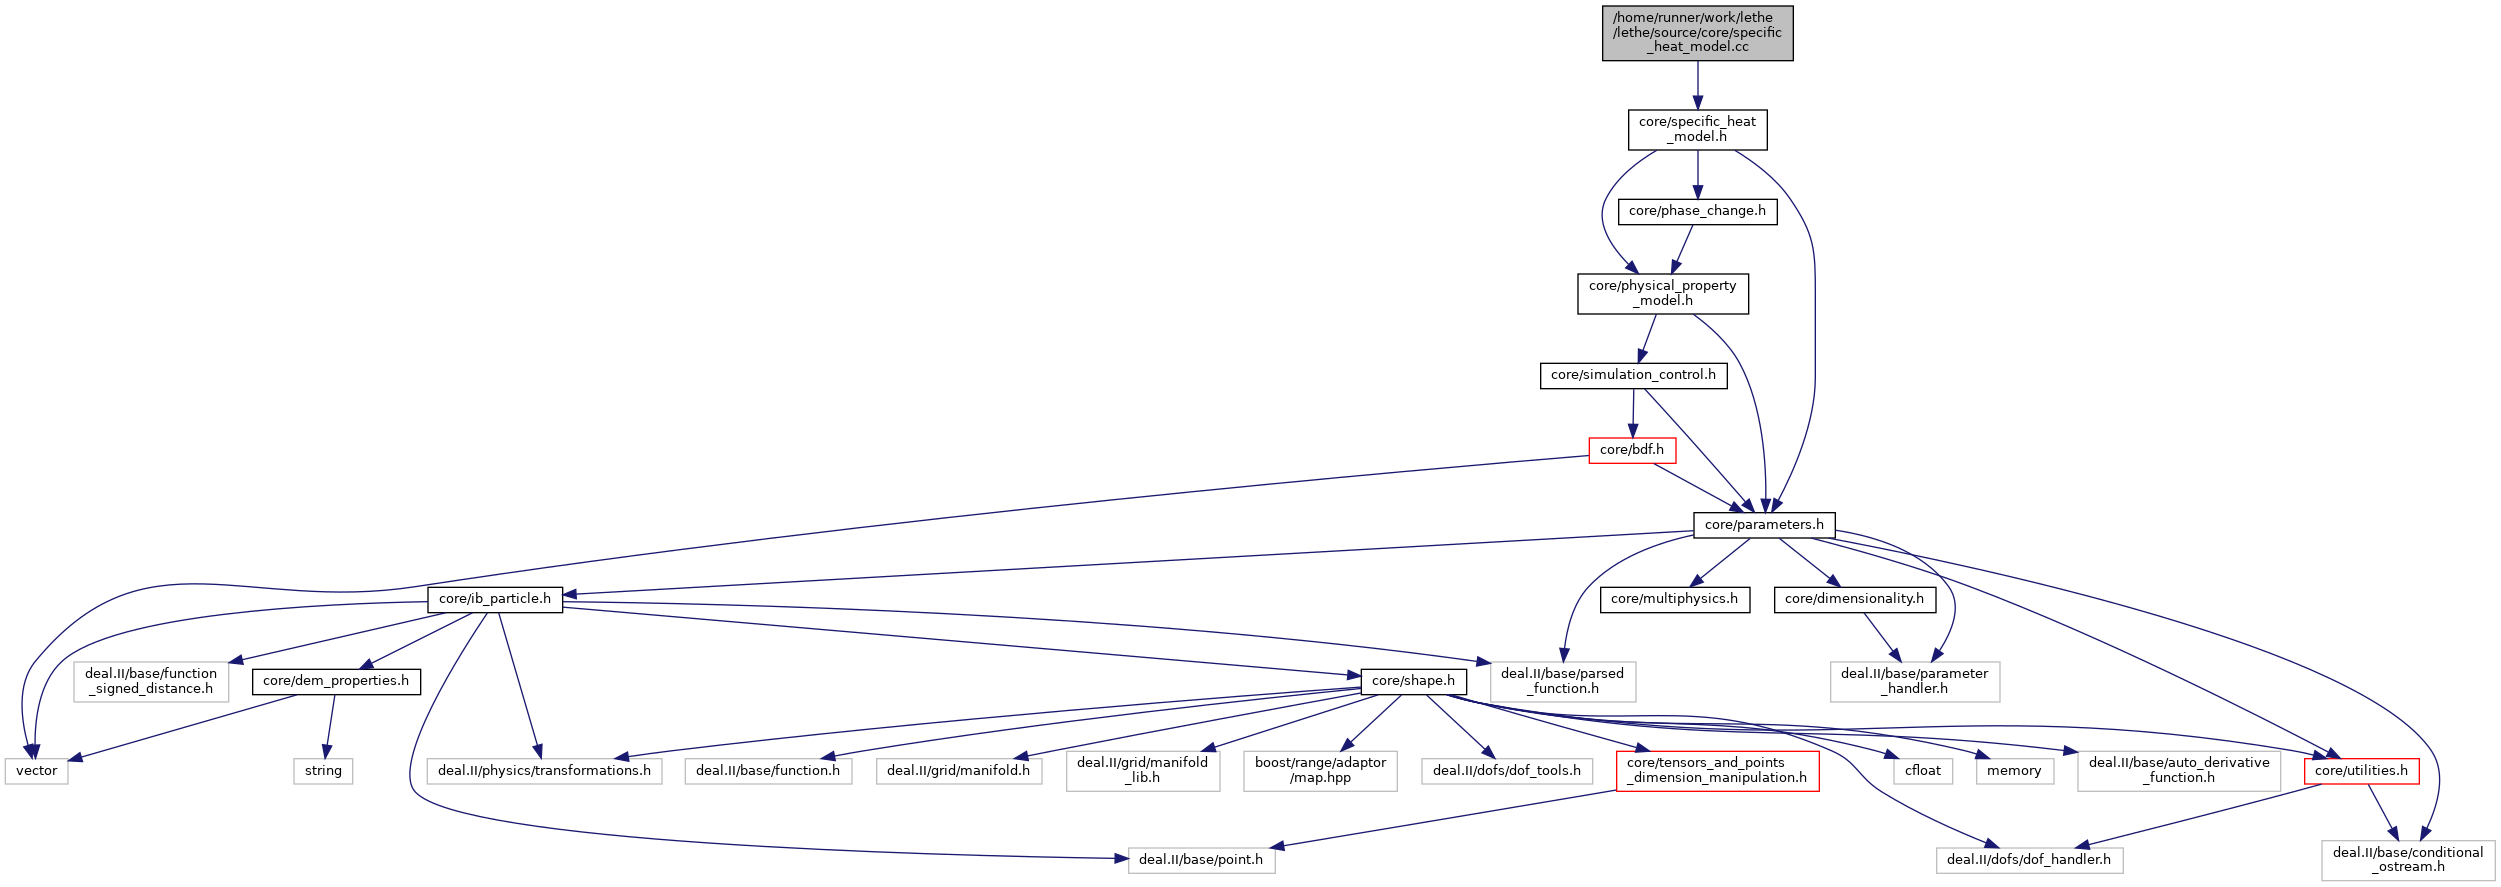 /home/runner/work/lethe
/lethe/source/core/specific
_heat_model.cc
core/specific_heat
_model.h
core/phase_change.h
core/physical_property
_model.h
core/simulation_control.h
core/bdf.h
core/parameters.h
core/ib_particle.h
core/multiphysics.h
core/dimensionality.h
deal.II/base/function
_signed_distance.h
core/dem_properties.h
core/shape.h
deal.II/base/parsed
_function.h
deal.II/base/parameter
_handler.h
vector
string
deal.II/physics/transformations.h
deal.II/base/function.h
deal.II/grid/manifold.h
deal.II/grid/manifold
_lib.h
boost/range/adaptor
/map.hpp
deal.II/dofs/dof_tools.h
core/tensors_and_points
_dimension_manipulation.h
cfloat
memory
deal.II/base/auto_derivative
_function.h
core/utilities.h
deal.II/base/point.h
deal.II/dofs/dof_handler.h
deal.II/base/conditional
_ostream.h